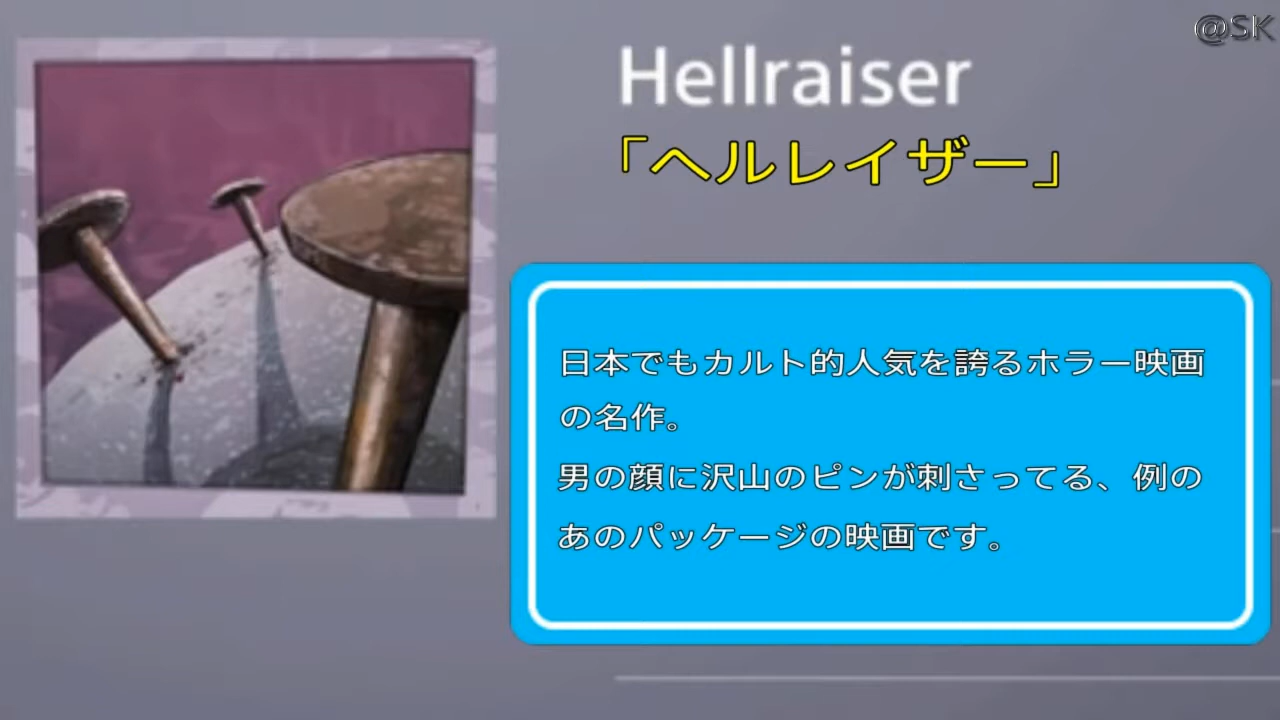 @SK
Hellraiser
「ヘルレイザー」
日本でもカルト的人気を誇るホラー映画
の名作。
男の顔に沢山のピンが刺さってる、例の
あのパッケージの映画です。